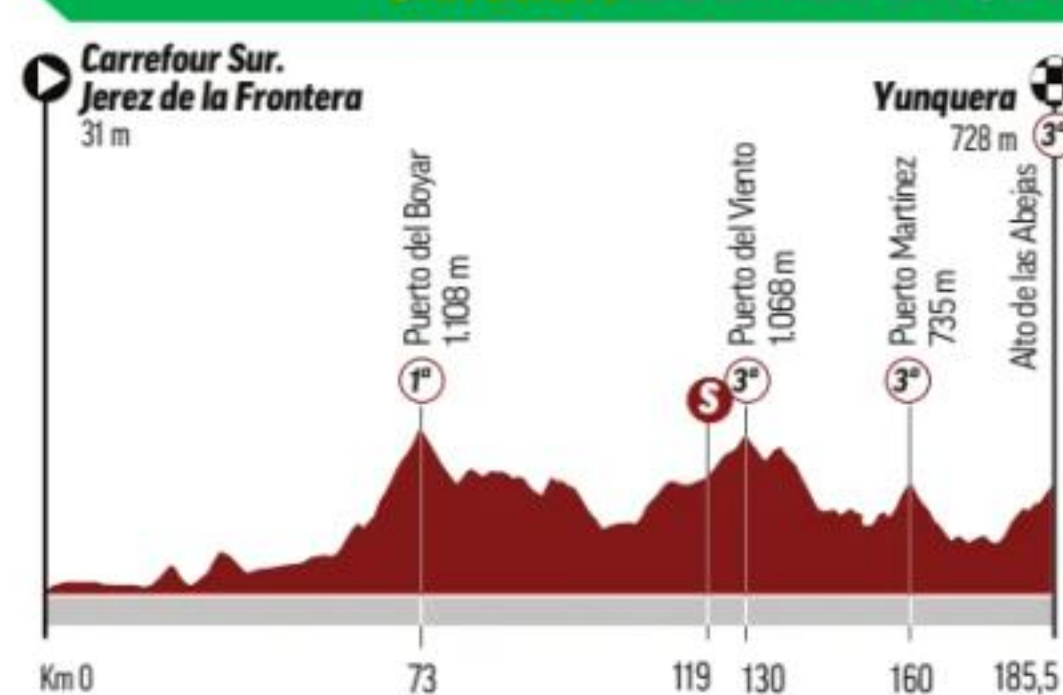 Carrefour Sur.
Jerez de la Frontera
31 m
Yunquera
728 m
3ª
Puerto del Boyar
1.108 m
1ª
Puerto del Viento
1.068 m
3ª
S
Puerto Martínez
735 m
3ª
Alto de las Abejas
Km 0
73
119
130
160
185,5